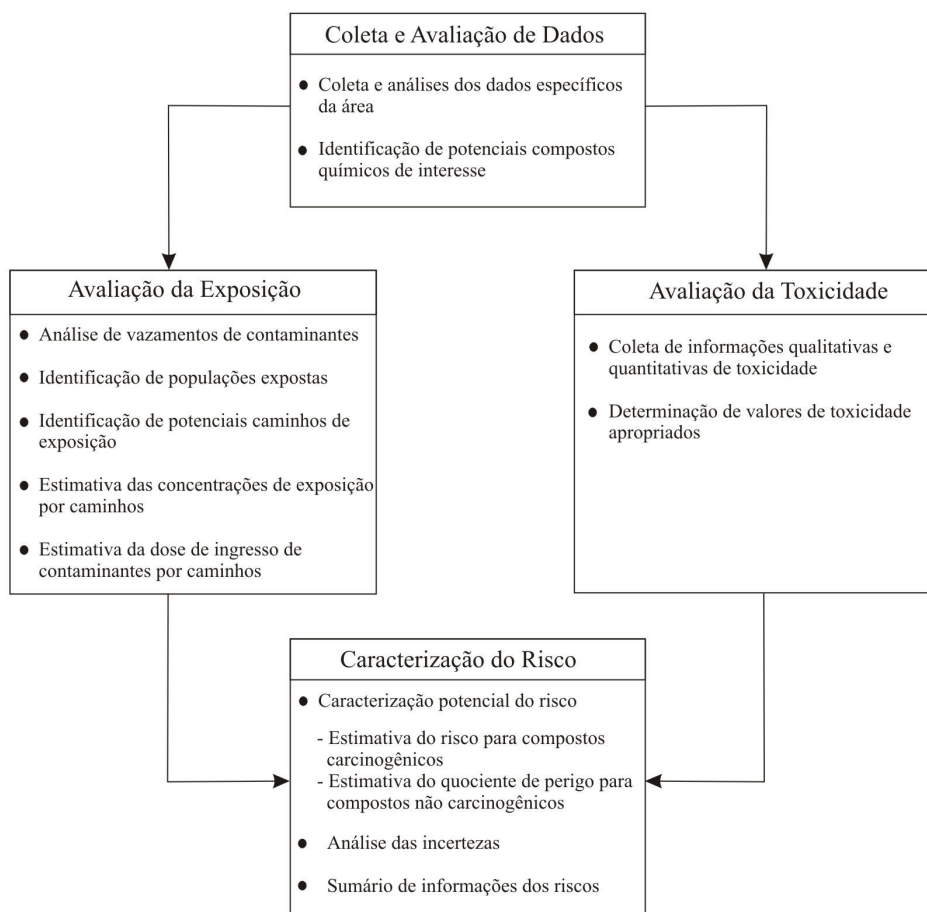 Coleta e Avaliação de Dados
● Coleta e análises dos dados específicos
da área
● Identificação de potenciais compostos
químicos de interesse
Avaliação da Exposição
● Análise de vazamentos de contaminantes
● Identificação de populações expostas
● Identificação de potenciais caminhos de
exposição
● Estimativa das concentrações de exposição
por caminhos
● Estimativa da dose de ingresso de
contaminantes por caminhos
Avaliação da Toxicidade
● Coleta de informações qualitativas e
quantitativas de toxicidade
● Determinação de valores de toxicidade
apropriados
Caracterização do Risco
● Caracterização potencial do risco
- Estimativa do risco para compostos
carcinogênicos
- Estimativa do quociente de perigo para
compostos não carcinogênicos
● Análise das incertezas
● Sumário de informações dos riscos